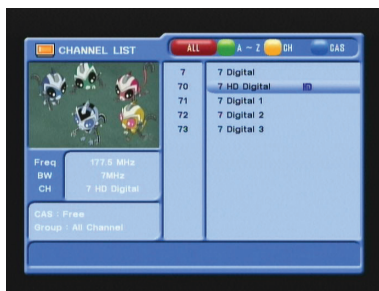 CHANNEL LIST
ALL A ~ Z CH CAS
7 7 Digital
70 7 HD Digital
71 7 Digital 1
72 7 Digital 2
73 7 Digital 3
Freq 177.5 MHz
BW 7MHz
CH 7 HD Digital
CAS : Free
Group : All Channel